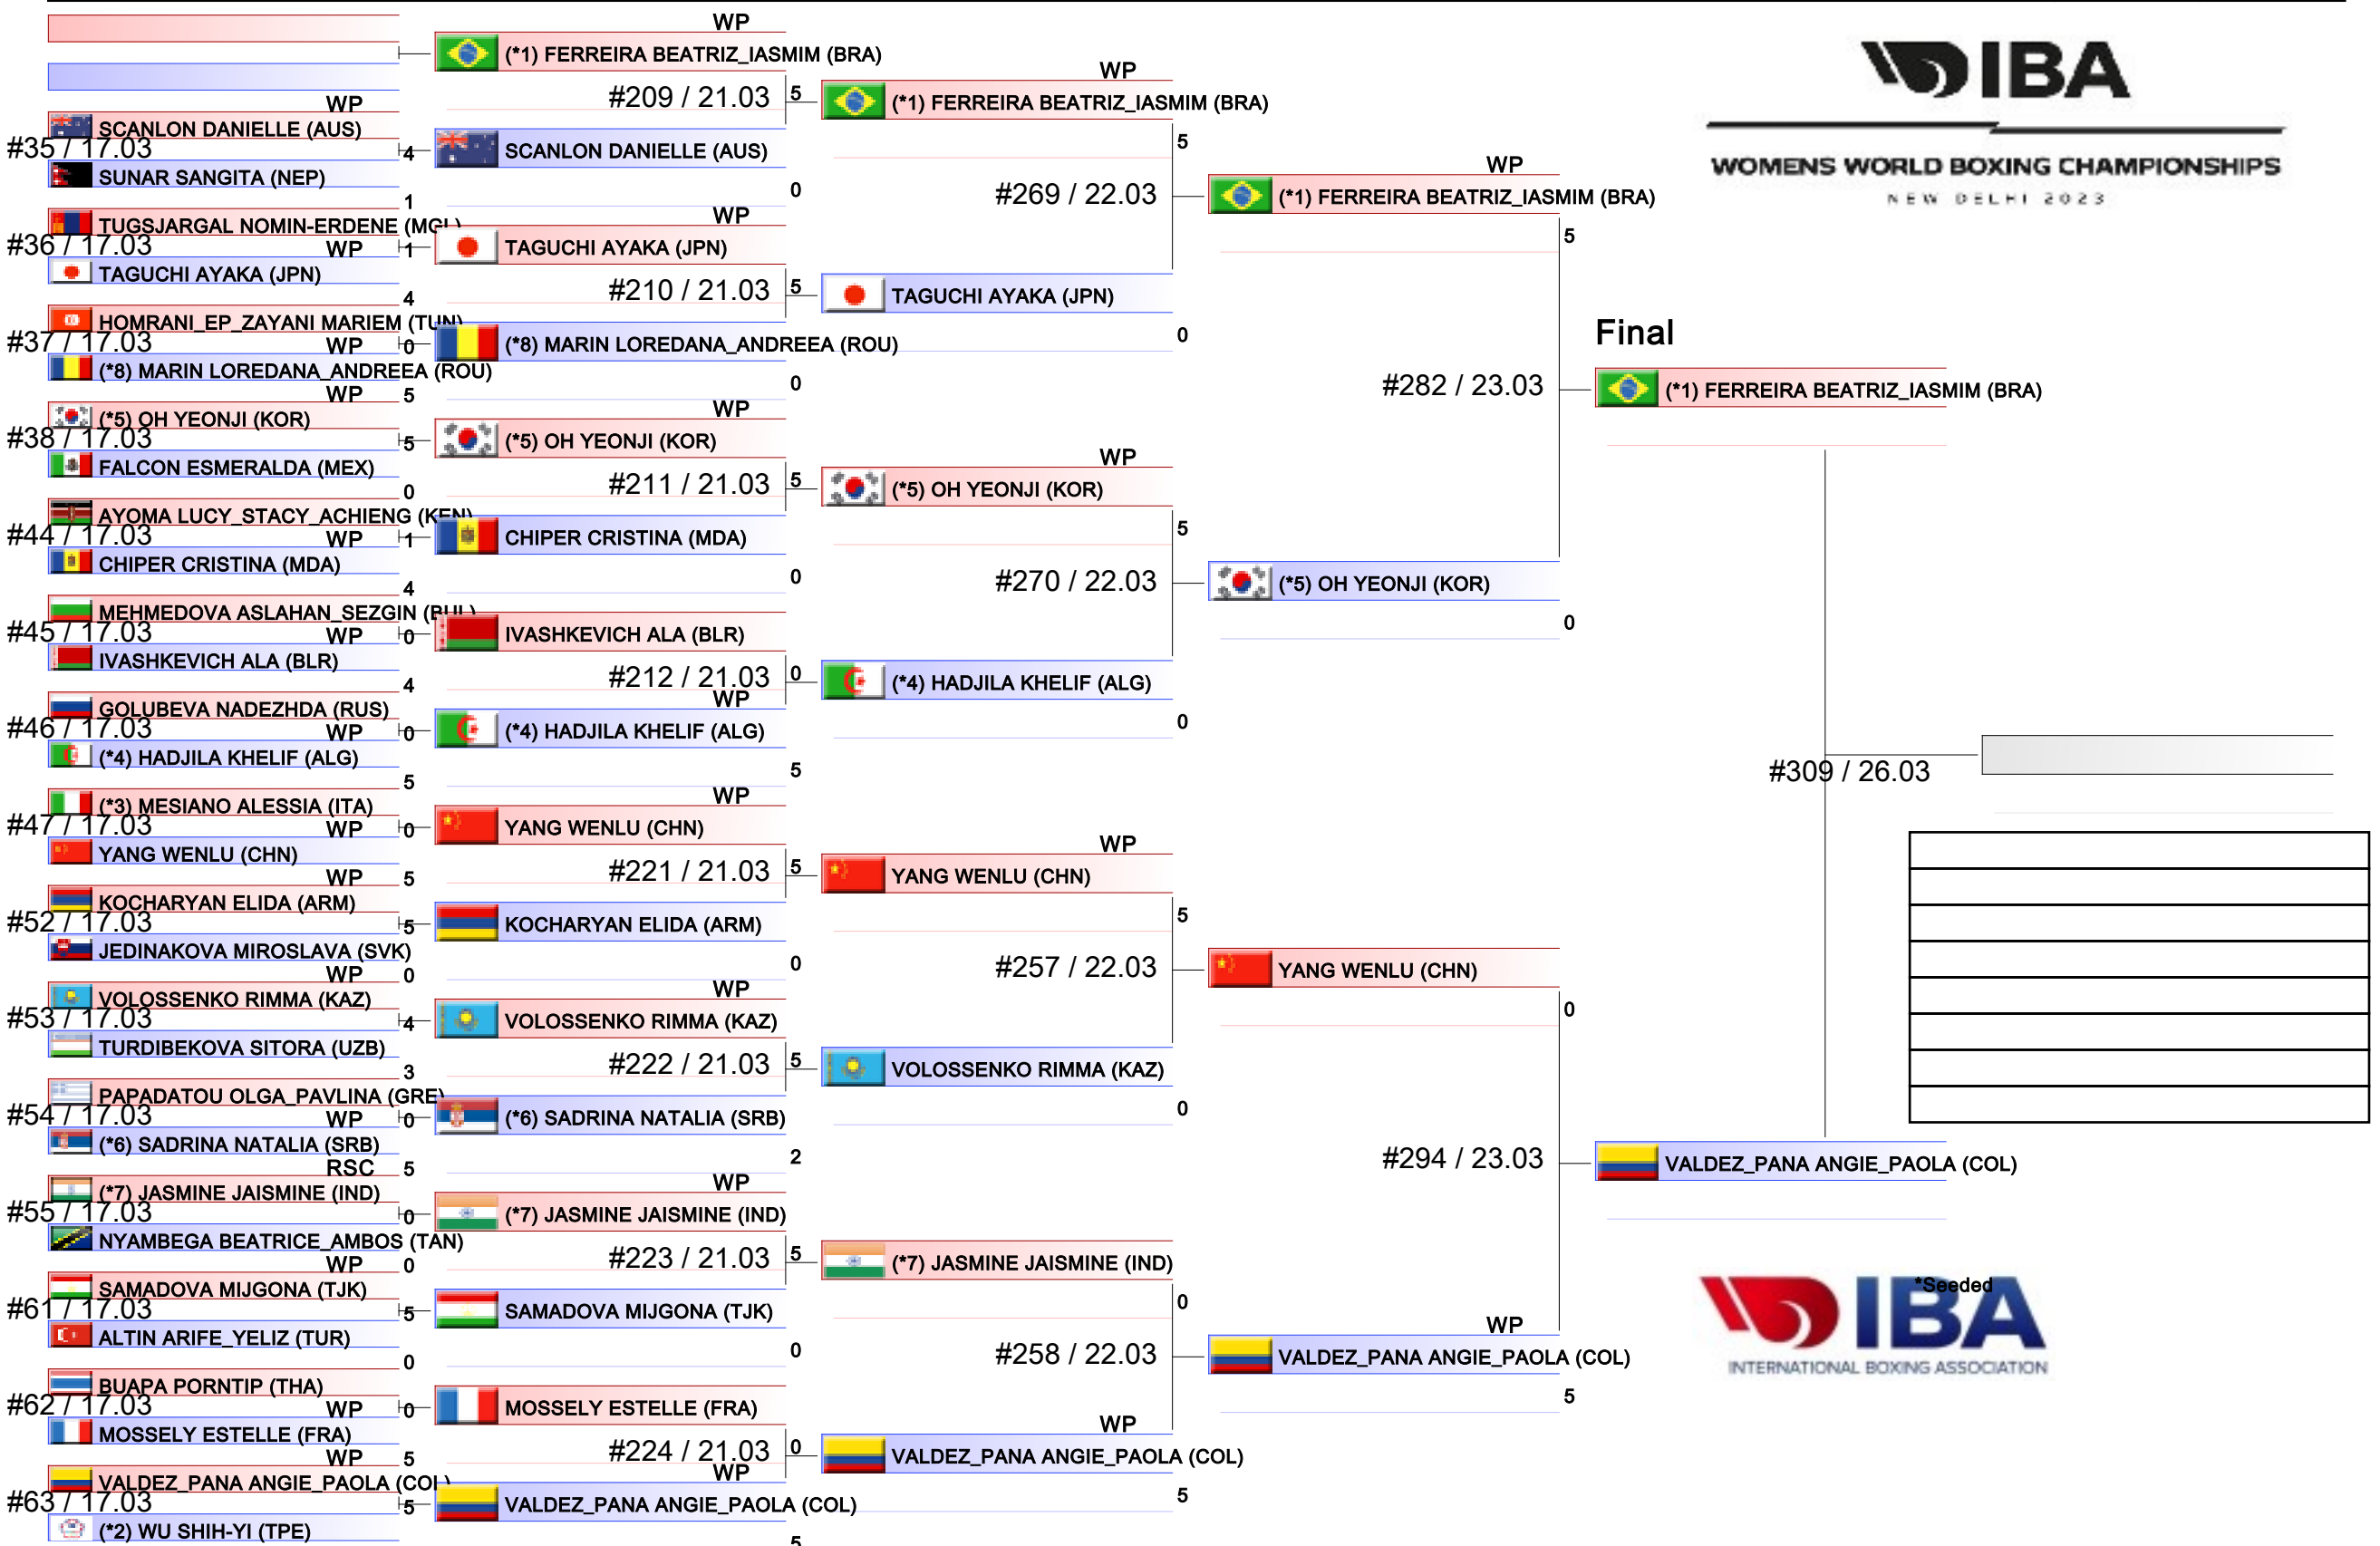 WP
(*1) FERREIRA BEATRIZ_IASMIM (BRA)
#209 / 21.03
5
WP
SCANLON DANIELLE (AUS)
#35 / 17.03
4
SUNAR SANGITA (NEP)
1
SCANLON DANIELLE (AUS)
0
TUGSJARGAL NOMIN-ERDENE (MGL)
#36 / 17.03
WP
1
TAGUCHI AYAKA (JPN)
4
WP
TAGUCHI AYAKA (JPN)
#210 / 21.03
5
HOMRANI_EP_ZAYANI MARIEM (TUN)
#37 / 17.03
WP
0
(*8) MARIN LOREDANA_ANDREEA (ROU)
5
(*8) MARIN LOREDANA_ANDREEA (ROU)
0
WP
(*5) OH YEONJI (KOR)
#38 / 17.03
5
FALCON ESMERALDA (MEX)
0
WP
(*5) OH YEONJI (KOR)
#211 / 21.03
5
AYOMA LUCY_STACY_ACHIENG (KEN)
#44 / 17.03
WP
1
CHIPER CRISTINA (MDA)
4
CHIPER CRISTINA (MDA)
0
MEHMEDOVA ASLAHAN_SEZGIN (BUL)
#45 / 17.03
WP
0
IVASHKEVICH ALA (BLR)
4
IVASHKEVICH ALA (BLR)
#212 / 21.03
0
GOLUBEVA NADEZHDA (RUS)
#46 / 17.03
WP
0
(*4) HADJILA KHELIF (ALG)
5
WP
(*4) HADJILA KHELIF (ALG)
5
(*3) MESIANO ALESSIA (ITA)
#47 / 17.03
WP
0
YANG WENLU (CHN)
5
WP
YANG WENLU (CHN)
#221 / 21.03
5
WP
KOCHARYAN ELIDA (ARM)
#52 / 17.03
5
JEDINAKOVA MIROSLAVA (SVK)
0
KOCHARYAN ELIDA (ARM)
0
WP
VOLOSSENKO RIMMA (KAZ)
#53 / 17.03
4
TURDIBEKOVA SITORA (UZB)
3
WP
VOLOSSENKO RIMMA (KAZ)
#222 / 21.03
5
PAPADATOU OLGA_PAVLINA (GRE)
#54 / 17.03
WP
0
(*6) SADRINA NATALIA (SRB)
5
(*6) SADRINA NATALIA (SRB)
2
RSC
(*7) JASMINE JAISMINE (IND)
#55 / 17.03
0
NYAMBEGA BEATRICE_AMBOS (TAN)
0
WP
(*7) JASMINE JAISMINE (IND)
#223 / 21.03
5
WP
SAMADOVA MIJGONA (TJK)
#61 / 17.03
5
ALTIN ARIFE_YELIZ (TUR)
0
SAMADOVA MIJGONA (TJK)
0
BUAPA PORNTIP (THA)
#62 / 17.03
WP
0
MOSSELY ESTELLE (FRA)
5
MOSSELY ESTELLE (FRA)
#224 / 21.03
0
WP
VALDEZ_PANA ANGIE_PAOLA (COL)
#63 / 17.03
5
(*2) WU SHIH-YI (TPE)
WP
VALDEZ_PANA ANGIE_PAOLA (COL)
5
WP
(*1) FERREIRA BEATRIZ_IASMIM (BRA)
5
#269 / 22.03
TAGUCHI AYAKA (JPN)
0
WP
(*5) OH YEONJI (KOR)
5
#270 / 22.03
(*4) HADJILA KHELIF (ALG)
0
WP
YANG WENLU (CHN)
5
#257 / 22.03
VOLOSSENKO RIMMA (KAZ)
0
(*7) JASMINE JAISMINE (IND)
0
#258 / 22.03
WP
VALDEZ_PANA ANGIE_PAOLA (COL)
5
WP
(*1) FERREIRA BEATRIZ_IASMIM (BRA)
5
#282 / 23.03
(*5) OH YEONJI (KOR)
0
YANG WENLU (CHN)
0
#294 / 23.03
WP
VALDEZ_PANA ANGIE_PAOLA (COL)
5
Final
(*1) FERREIRA BEATRIZ_IASMIM (BRA)
#309 / 26.03
VALDEZ_PANA ANGIE_PAOLA (COL)
IBA
WOMENS WORLD BOXING CHAMPIONSHIPS
NEW DELHI 2023
*Seeded
IBA
INTERNATIONAL BOXING ASSOCIATION